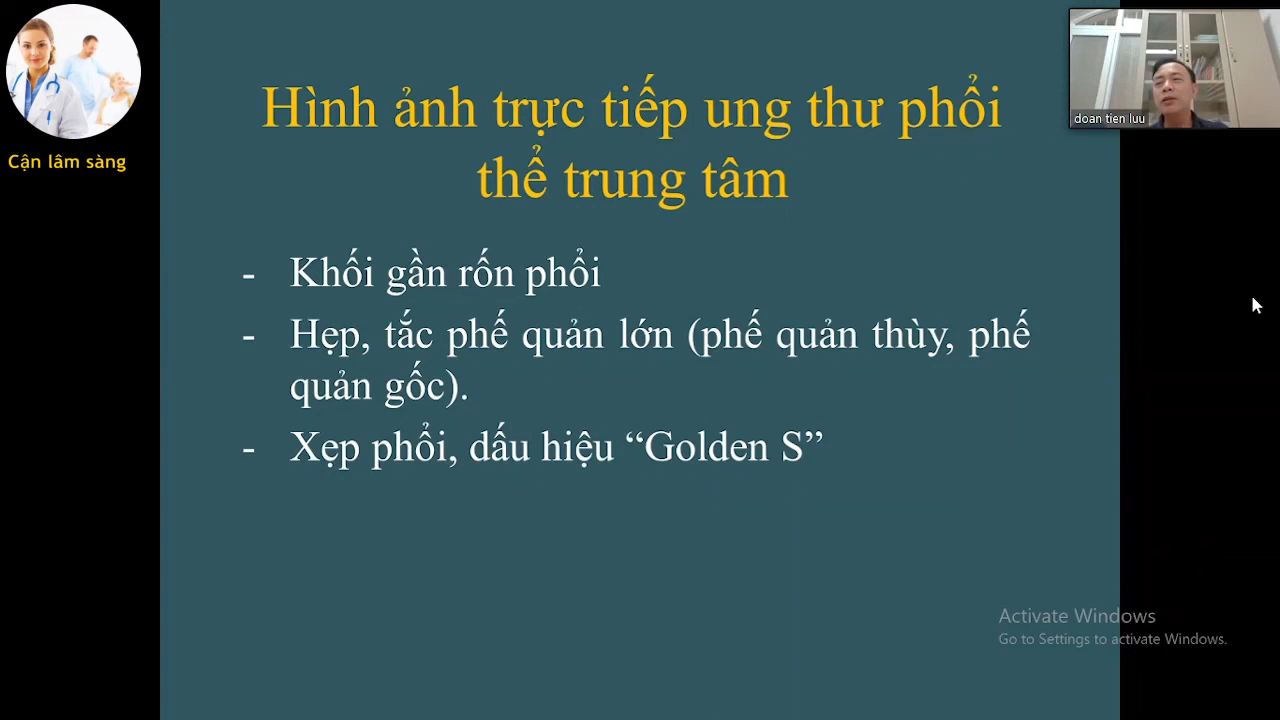 Cận lâm sàng
Hình ảnh trực tiếp ung thư phổi
thể trung tâm
- Khối gần rốn phổi
- Hẹp, tắc phế quản lớn (phế quản thùy, phế
quản gốc).
- Xẹp phổi, dấu hiệu “Golden S”
doan tien luu
Activate Windows
Go to Settings to activate Windows.